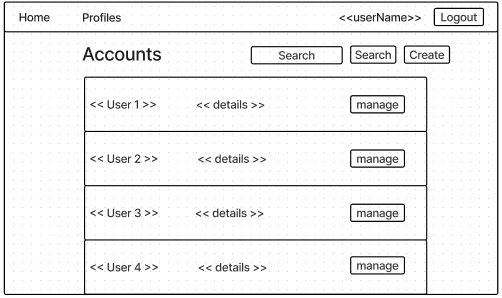 Home Profiles <<userName>> Logout
Accounts Search Search Create
<< User 1 >> << details >> manage
<< User 2 >> << details >> manage
<< User 3 >> << details >> manage
<< User 4 >> << details >> manage